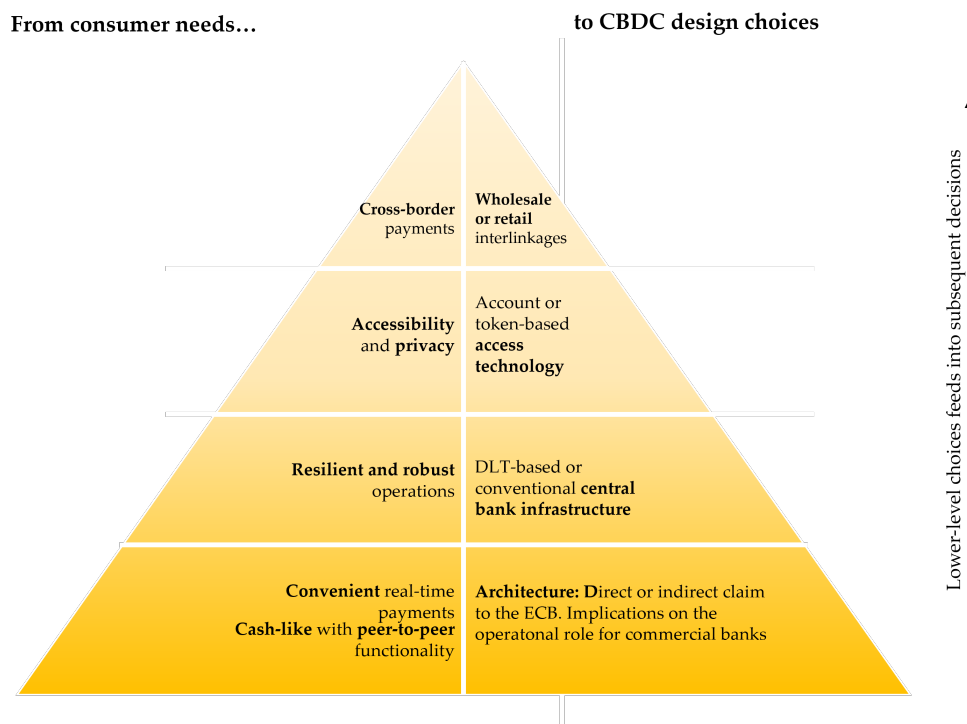 From consumer needs…
to CBDC design choices
Cross-border
payments
Wholesale
or retail
interlinkages
Accessibility
and privacy
Account or
token-based
access
technology
Resilient and robust
operations
DLT-based or
conventional central
bank infrastructure
Convenient real-time
payments
Cash-like with peer-to-peer
functionality
Architecture: Direct or indirect claim
to the ECB. Implications on the
operatonal role for commercial banks
Lower-level choices feeds into subsequent decisions